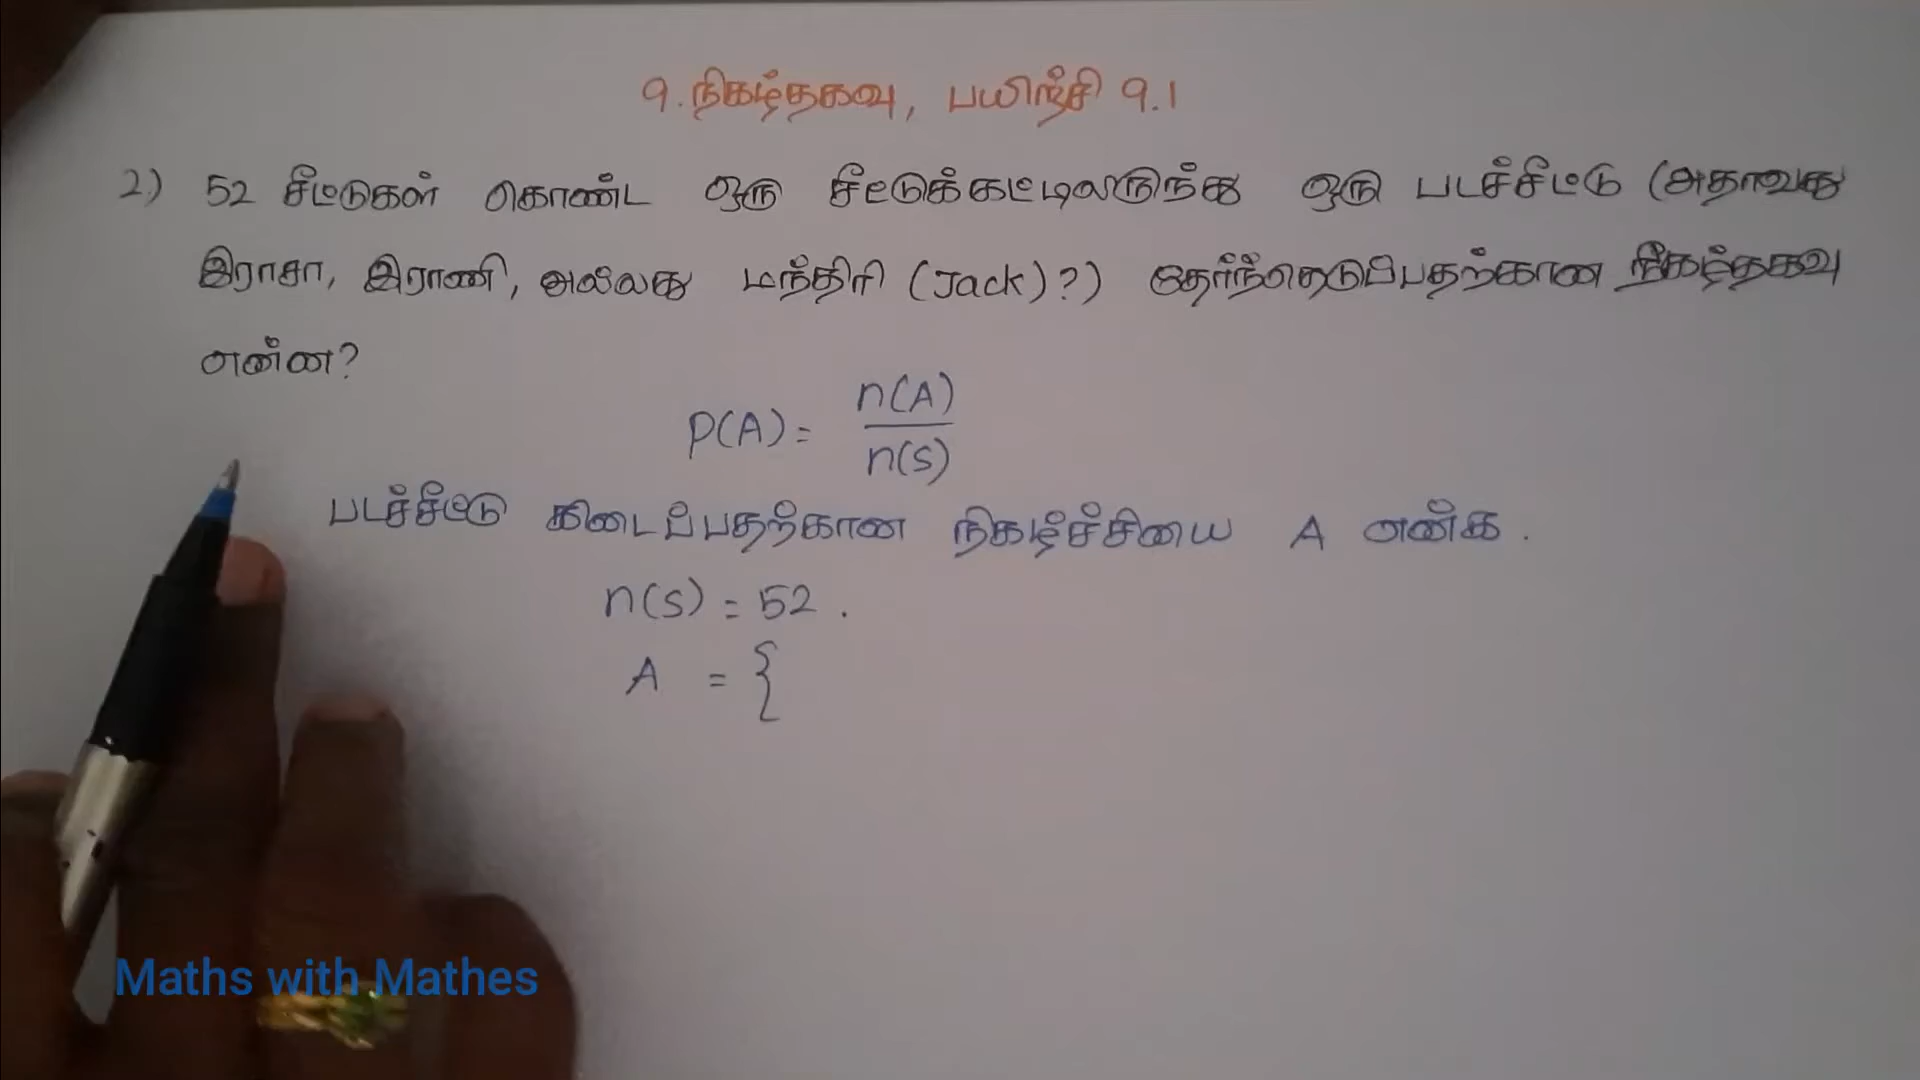 9. நிகழ்தகவு, பயிற்சி 9.1
2) 52 சீட்டுகள் கொண்ட ஒரு சீட்டுக்கட்டிலிருந்து ஒரு படச்சீட்டு (அதாவது
இராசா, இராணி, அல்லது மந்திரி (Jack)?) தேர்ந்தெடுப்பதற்கான நிகழ்தகவு
என்ன?
P(A) = n(A)
n(S)
படச்சீட்டு கிடைப்பதற்கான நிகழ்ச்சியை A என்க.
n(S) = 52.
A = {
Maths with Mathes